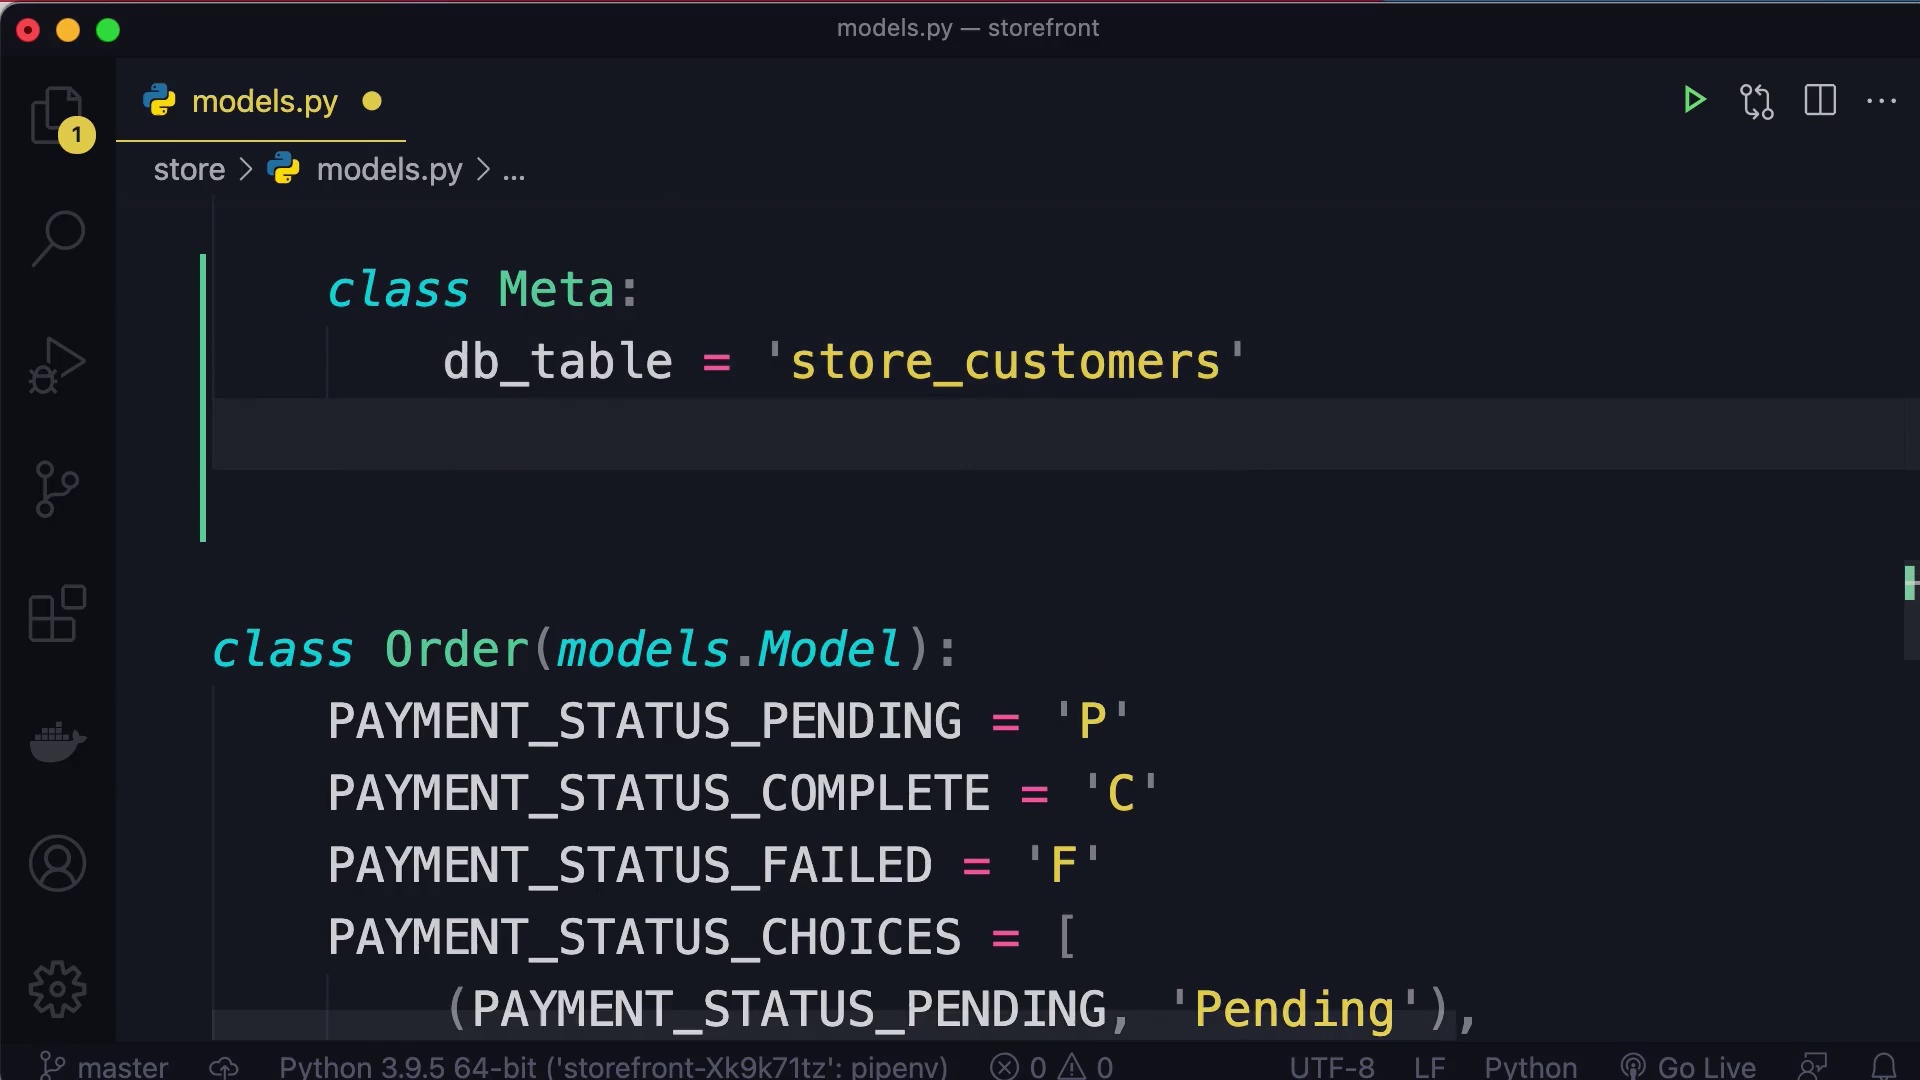 models.py — storefront
models.py
1
store > models.py > ...
class Meta:
db_table = 'store_customers'
class Order(models.Model):
PAYMENT_STATUS_PENDING = 'P'
PAYMENT_STATUS_COMPLETE = 'C'
PAYMENT_STATUS_FAILED = 'F'
PAYMENT_STATUS_CHOICES = [
(PAYMENT_STATUS_PENDING, 'Pending'),
master Python 3.9.5 64-bit ('storefront-Xk9k71tz': pipenv) 0 0 UTF-8 LF Python Go Live